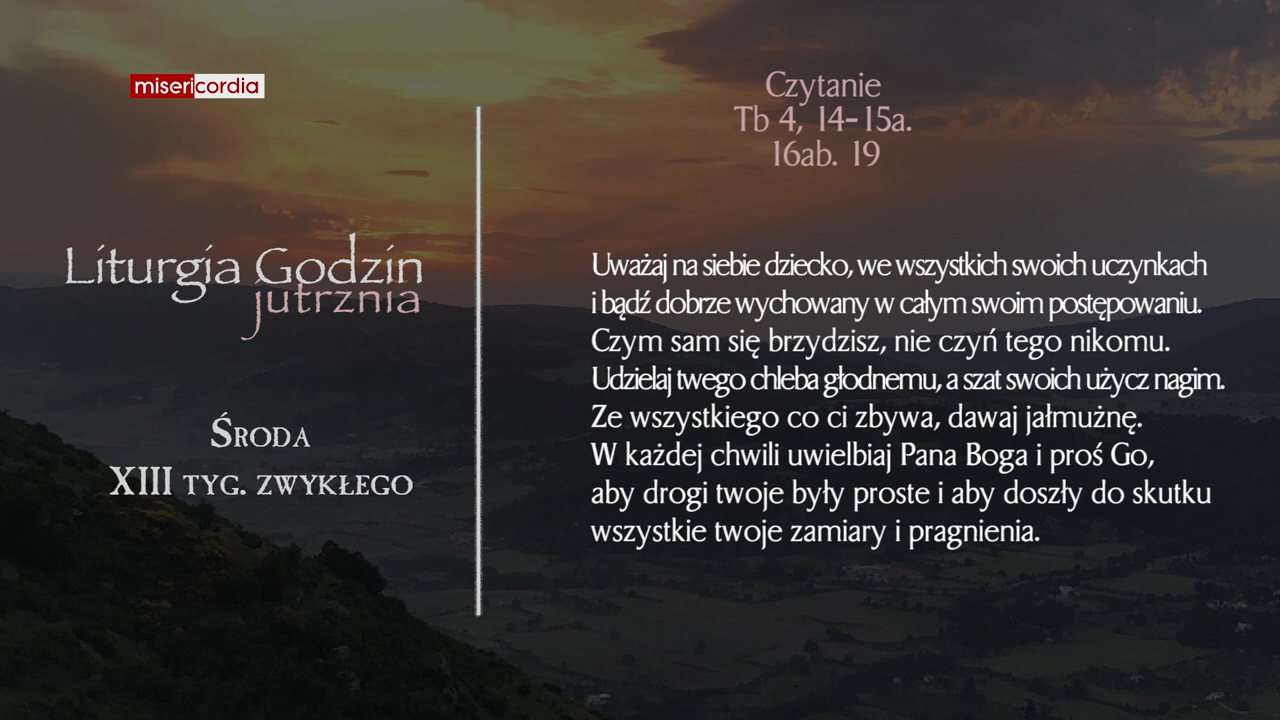 misericordia
Liturgia Godzin
jutrznia
Środa
XIII tyg. zwykłego
Czytanie
Tb 4, 14-15a.
16ab. 19
Uważaj na siebie dziecko, we wszystkich swoich uczynkach
i bądź dobrze wychowany w całym swoim postępowaniu.
Czym sam się brzydzisz, nie czyń tego nikomu.
Udzielaj twego chleba głodnemu, a szat swoich użycz nagim.
Ze wszystkiego co ci zbywa, dawaj jałmużnę.
W każdej chwili uwielbiaj Pana Boga i proś Go,
aby drogi twoje były proste i aby doszły do skutku
wszystkie twoje zamiary i pragnienia.